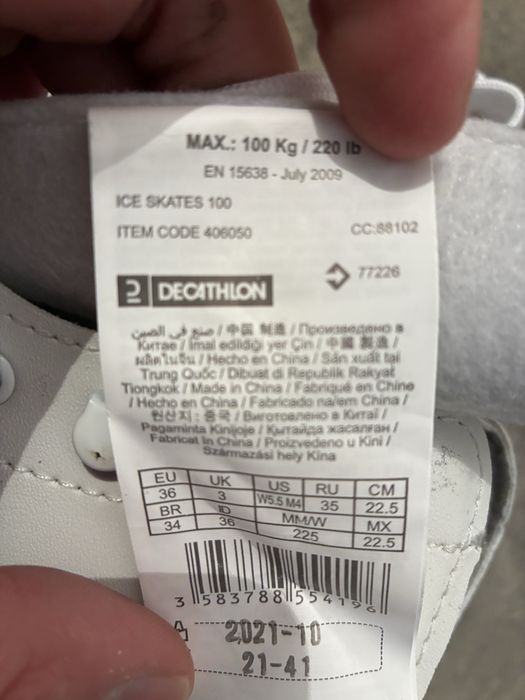 MAX.: 100 Kg / 220 lb
EN 15638 - July 2009
ICE SKATES 100
ITEM CODE 406050
CC:88102
77226
DECATHLON
صنع في الصين / 中国 制造 / Произведено в
Китае / İmal edildiği yer Çin / 中國 製造 /
ผลิตในจีน / Hecho en China / Sản xuất tại
Trung Quốc / Dibuat di Republik Rakyat
Tiongkok / Made in China / Fabriqué en Chine
/ Hecho en China / Fabricado na/em China /
원산지 : 중국 / Виготовлено в Китаї /
Pagaminta Kinijoje / Қытайда жасалған /
Fabricat în China / Proizvedeno u Kini /
Származási hely Kína
EU UK US RU CM
36 3 W5.5 M4 35 22.5
BR ID MM/W MX
34 36 225 22.5
3 583788 554196
2021-10
21-41